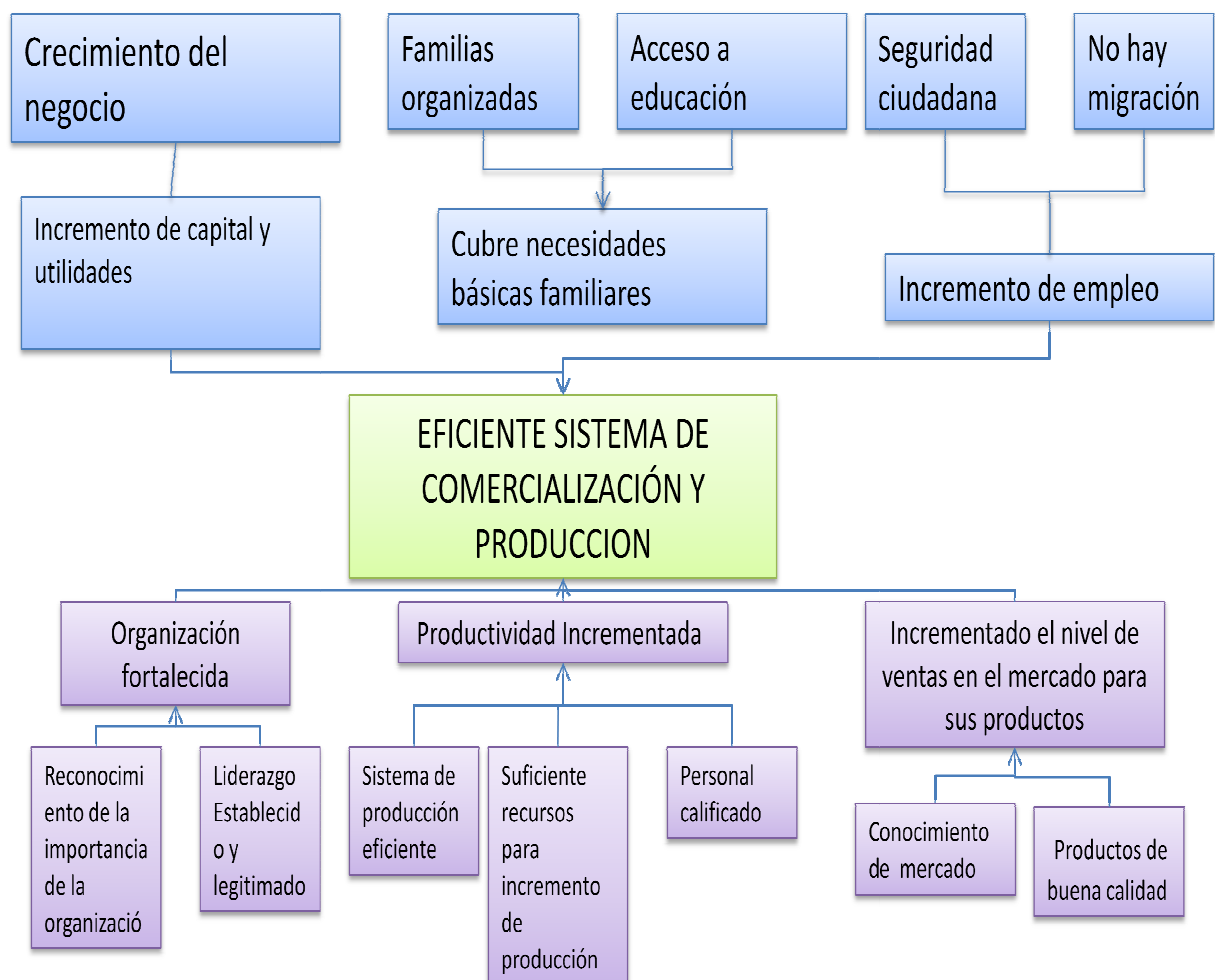 Crecimiento del
negocio
Familias
organizadas
Acceso a
educación
Seguridad
ciudadana
No hay
migración
Incremento de capital y
utilidades
Cubre necesidades
básicas familiares
Incremento de empleo
EFICIENTE SISTEMA DE
COMERCIALIZACIÓN Y
PRODUCCION
Organización
fortalecida
Productividad Incrementada
Incrementado el nivel de
ventas en el mercado para
sus productos
Reconocimi
ento de la
importancia
de la
organizació
Liderazgo
Establecid
o y
legitimado
Sistema de
producción
eficiente
Suficiente
recursos
para
incremento
de
producción
Personal
calificado
Conocimiento
de mercado
Productos de
buena calidad